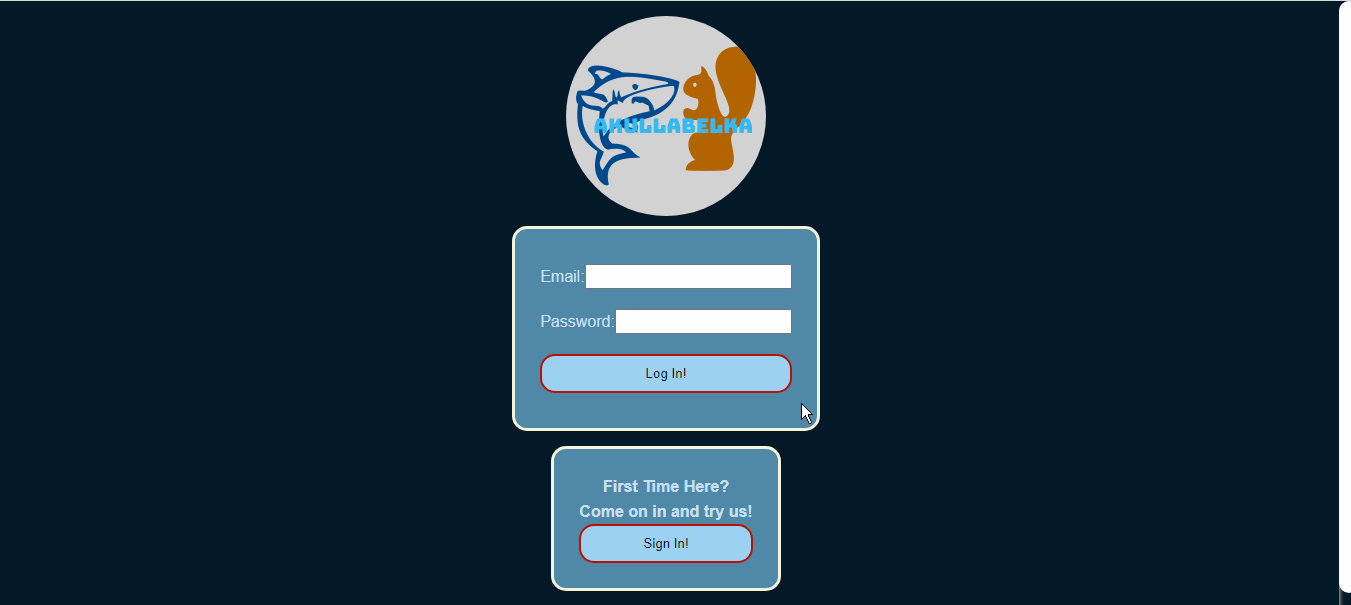 AKULLABELKA
Email:
Password:
Log In!
First Time Here?
Come on in and try us!
Sign In!